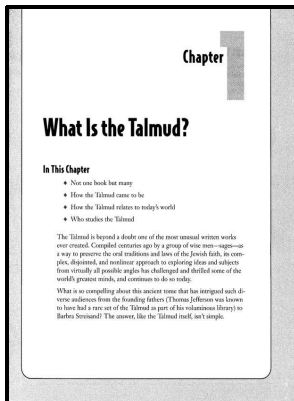 Chapter 1
What Is the Talmud?
In This Chapter
♦ Not one book but many
♦ How the Talmud came to be
♦ How the Talmud relates to today's world
♦ Who studies the Talmud
The Talmud is beyond a doubt one of the most unusual written works
ever created. Compiled centuries ago by a group of wise men—sages—as
a way to preserve the oral traditions and laws of the Jewish faith, its com-
plex, disjointed, and nonlinear approach to exploring ideas and subjects
from virtually all possible angles has challenged and thrilled some of the
world's greatest minds, and continues to do so today.
What is so compelling about this ancient tome that has intrigued such di-
verse audiences from the founding fathers (Thomas Jefferson was known
to have had a rare set of the Talmud as part of his voluminous library) to
Barbra Streisand? The answer, like the Talmud itself, isn't simple.